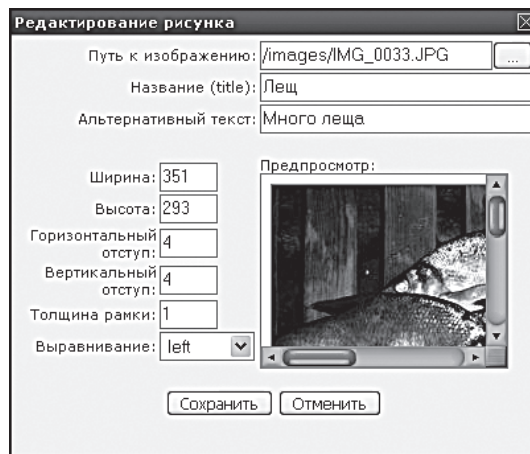 Редактирование рисунка
Путь к изображению: /images/IMG_0033.JPG ...
Название (title): Лещ
Альтернативный текст: Много леща
Ширина: 351
Высота: 293
Горизонтальный
отступ: 4
Вертикальный
отступ: 4
Толщина рамки: 1
Выравнивание: left
Предпросмотр:
Сохранить Отменить